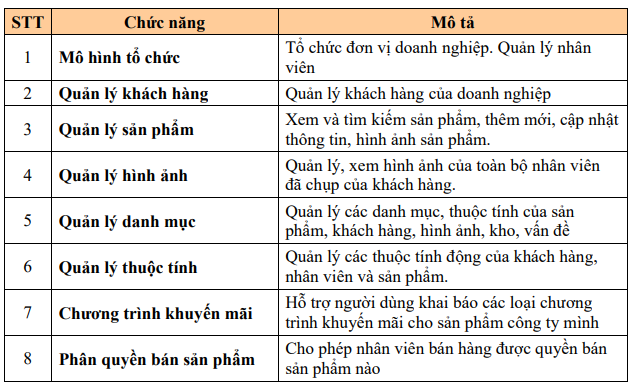 STT Chức năng Mô tả
1 Mô hình tổ chức Tổ chức đơn vị doanh nghiệp. Quản lý nhân
viên
2 Quản lý khách hàng Quản lý khách hàng của doanh nghiệp
3 Quản lý sản phẩm Xem và tìm kiếm sản phẩm, thêm mới, cập nhật
thông tin, hình ảnh sản phẩm.
4 Quản lý hình ảnh Quản lý, xem hình ảnh của toàn bộ nhân viên
đã chụp của khách hàng.
5 Quản lý danh mục Quản lý các danh mục, thuộc tính của sản
phẩm, khách hàng, hình ảnh, kho, vấn đề
6 Quản lý thuộc tính Quản lý các thuộc tính động của khách hàng,
nhân viên và sản phẩm.
7 Chương trình khuyến mãi Hỗ trợ người dùng khai báo các loại chương
trình khuyến mãi cho sản phẩm công ty mình
8 Phân quyền bán sản phẩm Cho phép nhân viên bán hàng được quyền bán
sản phẩm nào